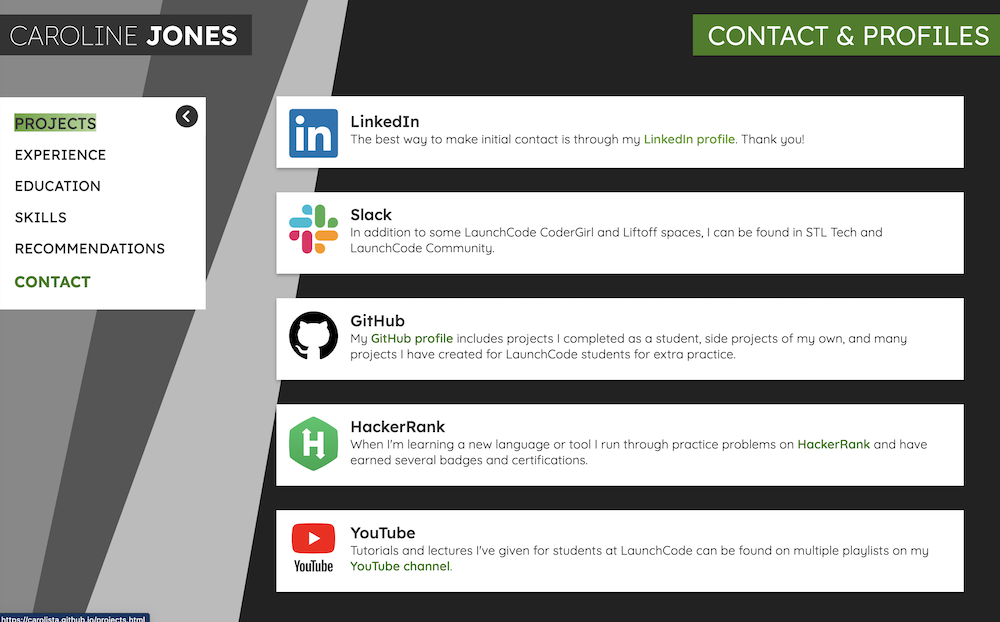 CAROLINE JONES
CONTACT & PROFILES
PROJECTS
EXPERIENCE
EDUCATION
SKILLS
RECOMMENDATIONS
CONTACT
in
LinkedIn
The best way to make initial contact is through my LinkedIn profile. Thank you!
Slack
In addition to some LaunchCode CoderGirl and Liftoff spaces, I can be found in STL Tech and
LaunchCode Community.
GitHub
My GitHub profile includes projects I completed as a student, side projects of my own, and many
projects I have created for LaunchCode students for extra practice.
H
HackerRank
When I'm learning a new language or tool I run through practice problems on HackerRank and have
earned several badges and certifications.
YouTube
YouTube
Tutorials and lectures I've given for students at LaunchCode can be found on multiple playlists on my
YouTube channel.
https://carolista.github.io/projects.html